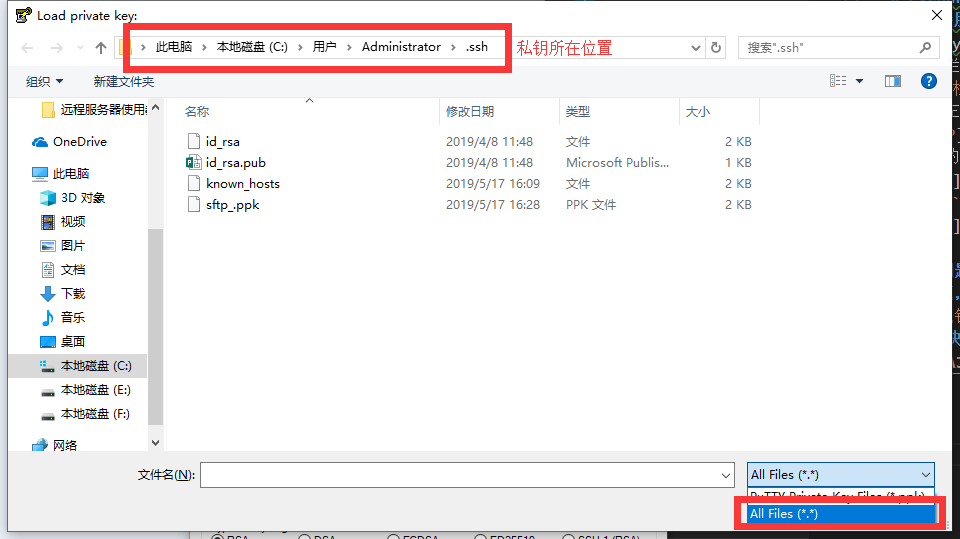 Load private key:
此电脑 > 本地磁盘 (C:) > 用户 > Administrator > .ssh
私钥所在位置
搜索".ssh"
组织
新建文件夹
名称
修改日期
类型
大小
id_rsa 2019/4/8 11:48 文件 2 KB
id_rsa.pub 2019/4/8 11:48 Microsoft Publis... 1 KB
known_hosts 2019/5/17 16:09 文件 2 KB
sftp_.ppk 2019/5/17 16:28 PPK 文件 2 KB
远程服务器使用
OneDrive
此电脑
3D 对象
视频
图片
文档
下载
音乐
桌面
本地磁盘 (C:)
本地磁盘 (E:)
本地磁盘 (F:)
网络
文件名(N):
All Files (*.*)
PuTTY Private Key Files (*.ppk)
All Files (*.*)
RSA DSA ECDSA ED25519 SSH-1 (RSA)